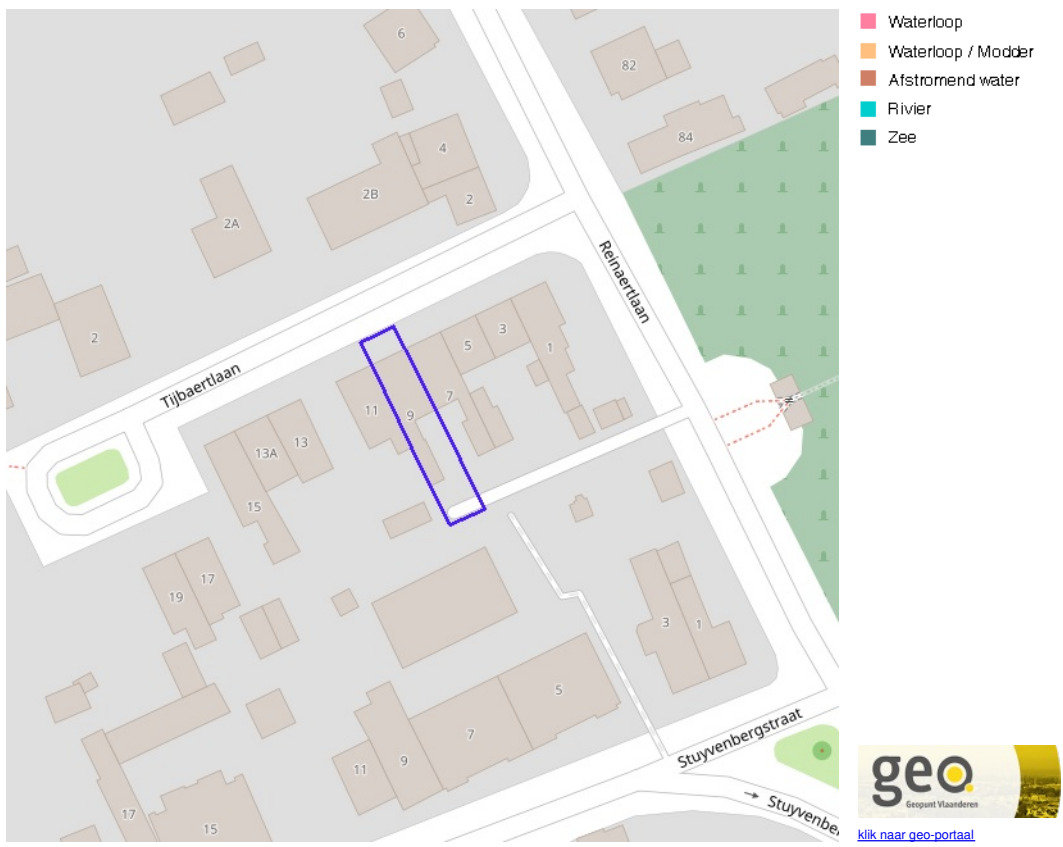 Waterloop
Waterloop / Modder
Afstromend water
Rivier
Zee
6
82
84
4
2B
2
2A
Reinaertlaan
2
Tijbaertlaan
3
5
1
7
11
9
13
13A
15
17
19
3
1
5
7
9
11
17
15
Stuyvenbergstraat
→ Stuyvenbe
geo.
Geopunt Vlaanderen
klik naar geo-portaal